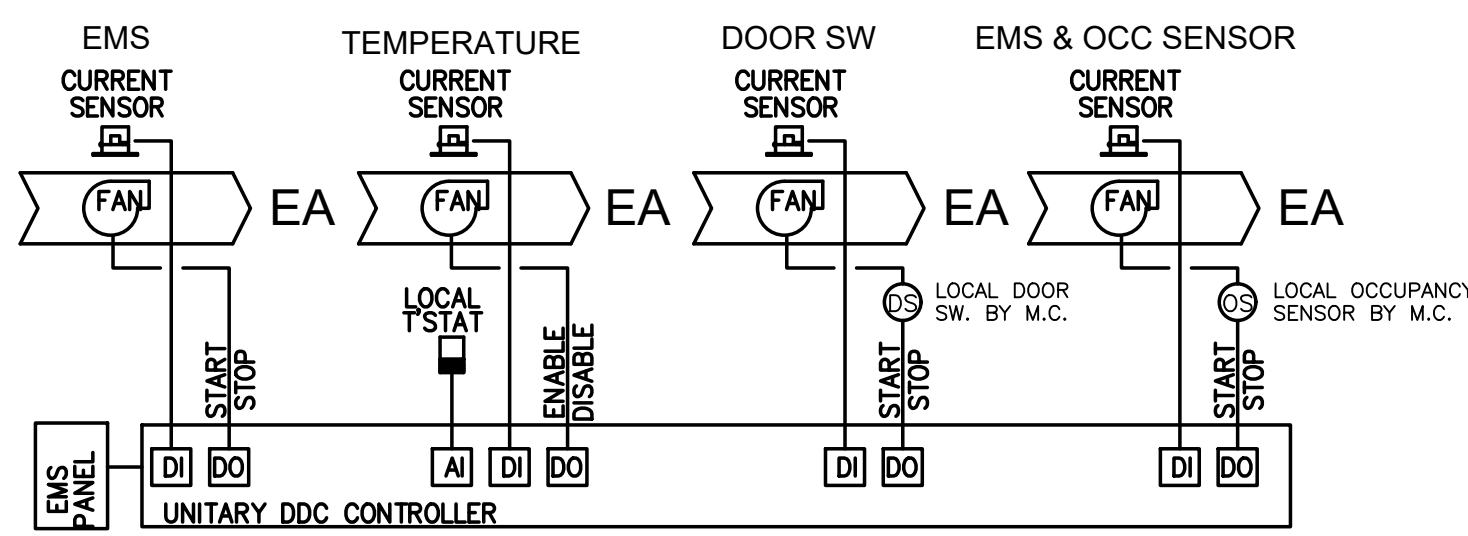 EMS
TEMPERATURE
DOOR SW
EMS & OCC SENSOR
CURRENT
SENSOR
CURRENT
SENSOR
CURRENT
SENSOR
CURRENT
SENSOR
FAN
EA
FAN
EA
FAN
EA
FAN
EA
LOCAL
T'STAT
DS
LOCAL DOOR
SW. BY M.C.
OS
LOCAL OCCUPANCY
SENSOR BY M.C.
START
STOP
ENABLE
DISABLE
START
STOP
START
STOP
EMS
PANEL
DI
DO
AI
DI
DO
DI
DO
DI
DO
UNITARY DDC CONTROLLER